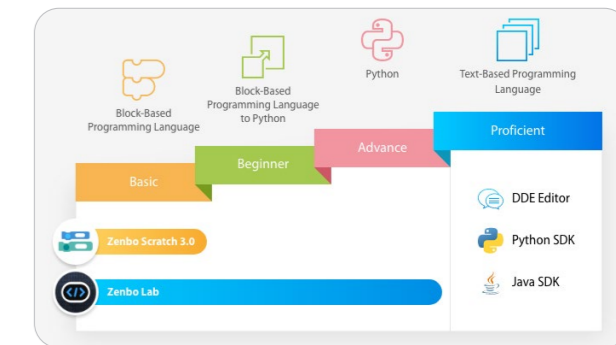 Block-Based
Programming Language
Block-Based
Programming Language
to Python
Python
Text-Based Programming
Language
Basic
Beginner
Advance
Proficient
Zenbo Scratch 3.0
Zenbo Lab
DDE Editor
Python SDK
Java SDK